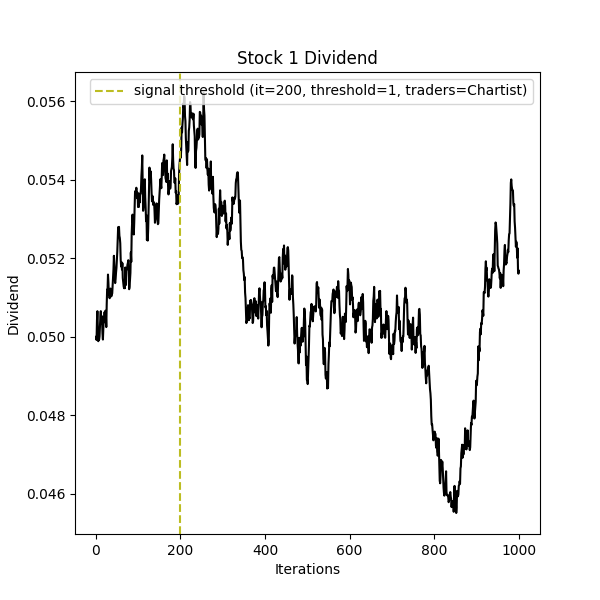 Stock 1 Dividend
signal threshold (it=200, threshold=1, traders=Chartist)
0.056
0.054
0.052
0.050
0.048
0.046
Dividend
0 200 400 600 800 1000
Iterations